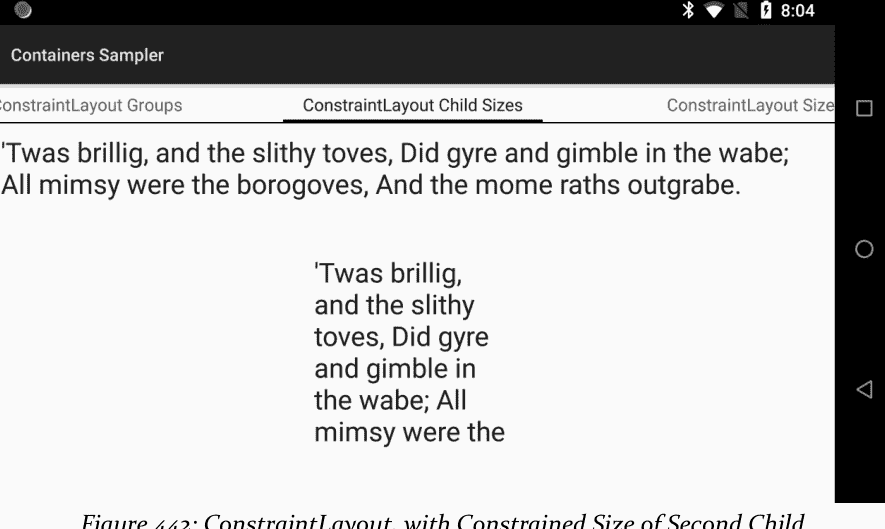 8:04
Containers Sampler
ConstraintLayout Groups
ConstraintLayout Child Sizes
ConstraintLayout Size
'Twas brillig, and the slithy toves, Did gyre and gimble in the wabe;
All mimsy were the borogoves, And the mome raths outgrabe.
'Twas brillig,
and the slithy
toves, Did gyre
and gimble in
the wabe; All
mimsy were the
Figure 442: ConstraintLayout, with Constrained Size of Second Child